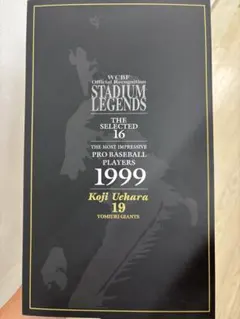 WCBF
Official Recognition
STADIUM
LEGENDS
THE
SELECTED
16
THE MOST IMPRESSIVE
PRO BASEBALL
PLAYERS
1999
Koji Uehara
19
YOMIURI GIANTS